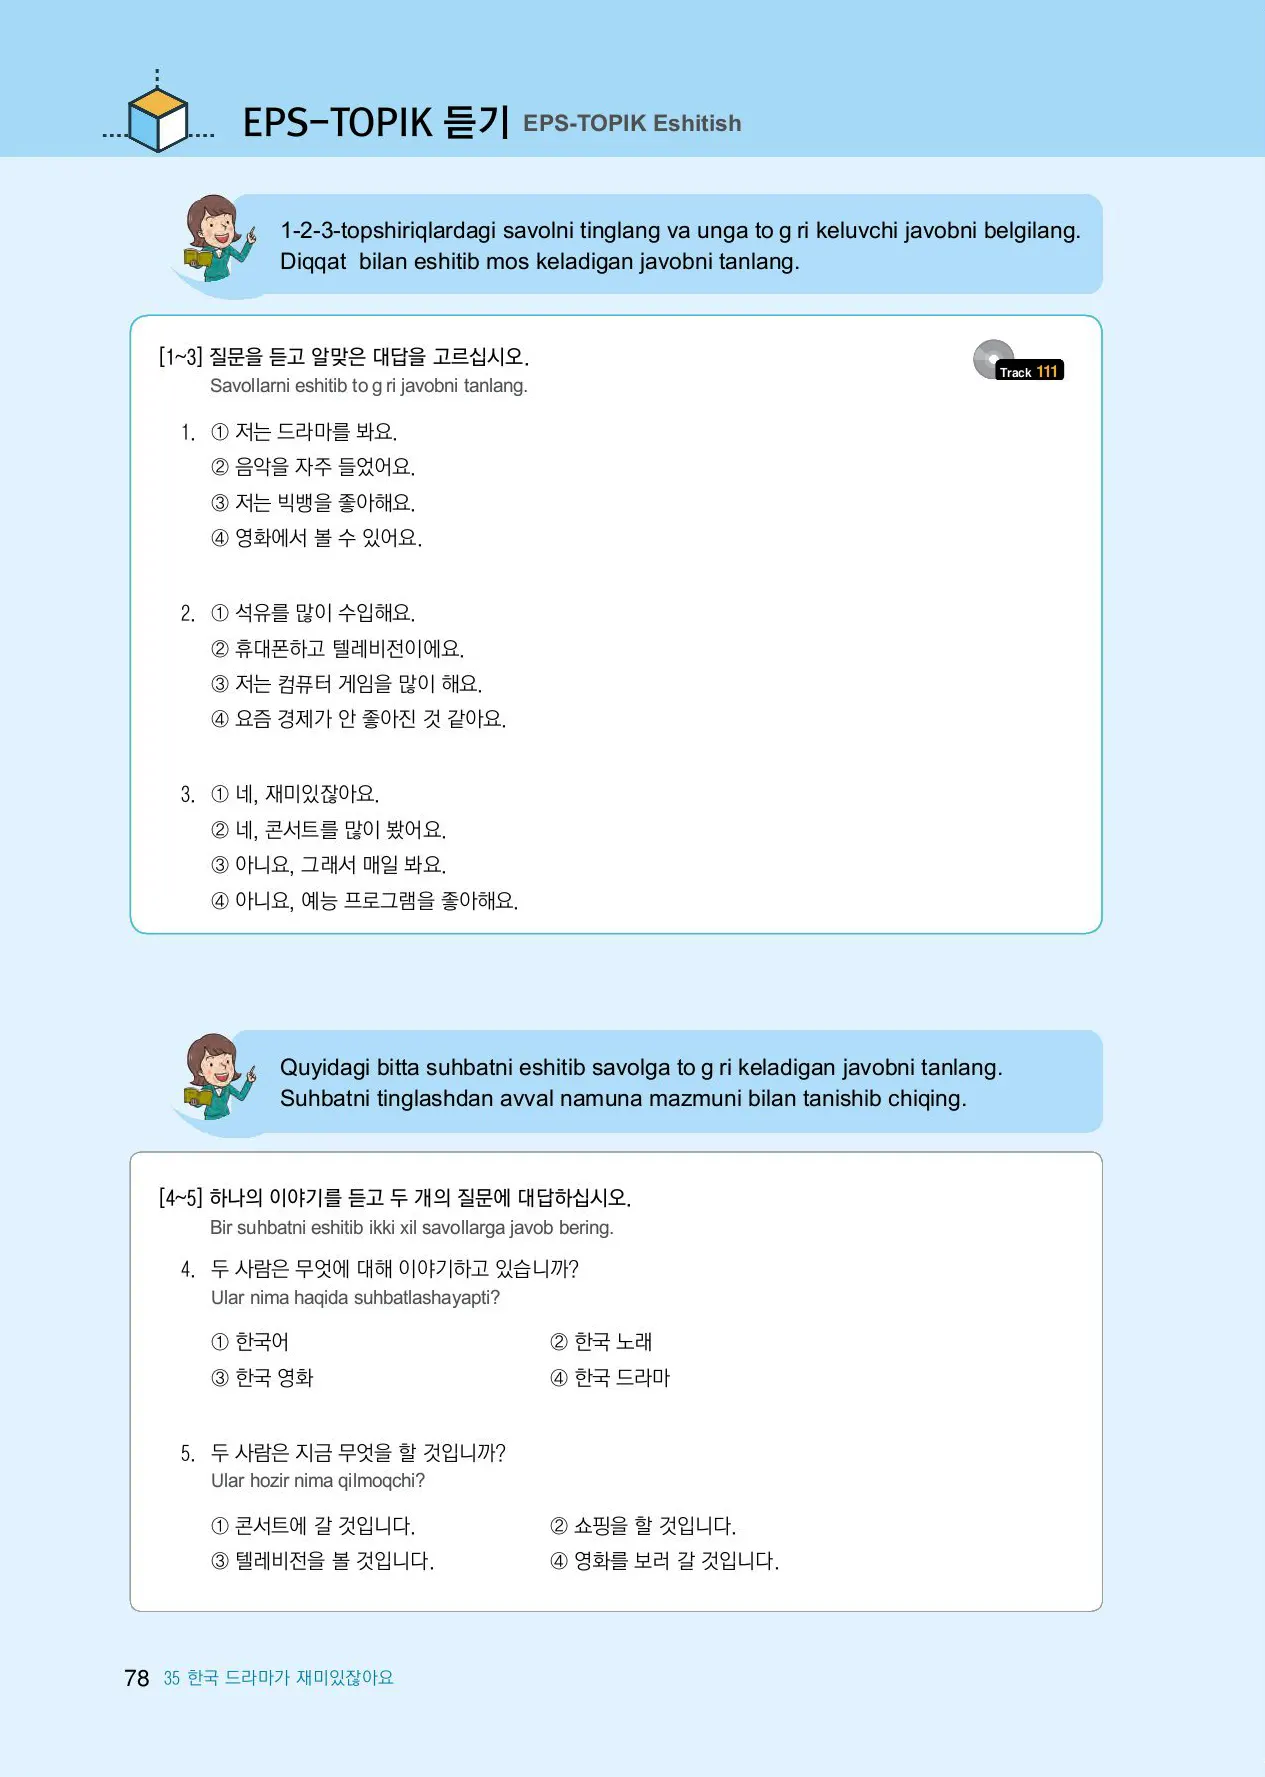 EPS-TOPIK 듣기 EPS-TOPIK Eshitish
1-2-3-topshiriqlardagi savolni tinglang va unga to g ri keluvchi javobni belgilang.
Diqqat bilan eshitib mos keladigan javobni tanlang.
[1~3] 질문을 듣고 알맞은 대답을 고르십시오.
Track 111
Savollarni eshitib to g ri javobni tanlang.
1. ① 저는 드라마를 봐요.
② 음악을 자주 들었어요.
③ 저는 빅뱅을 좋아해요.
④ 영화에서 볼 수 있어요.
2. ① 석유를 많이 수입해요.
② 휴대폰하고 텔레비전이에요.
③ 저는 컴퓨터 게임을 많이 해요.
④ 요즘 경제가 안 좋아진 것 같아요.
3. ① 네, 재미있잖아요.
② 네, 콘서트를 많이 봤어요.
③ 아니요, 그래서 매일 봐요.
④ 아니요, 예능 프로그램을 좋아해요.
Quyidagi bitta suhbatni eshitib savolga to g ri keladigan javobni tanlang.
Suhbatni tinglashdan avval namuna mazmuni bilan tanishib chiqing.
[4~5] 하나의 이야기를 듣고 두 개의 질문에 대답하십시오.
Bir suhbatni eshitib ikki xil savollarga javob bering.
4. 두 사람은 무엇에 대해 이야기하고 있습니까?
Ular nima haqida suhbatlashayapti?
① 한국어 ② 한국 노래
③ 한국 영화 ④ 한국 드라마
5. 두 사람은 지금 무엇을 할 것입니까?
Ular hozir nima qilmoqchi?
① 콘서트에 갈 것입니다. ② 쇼핑을 할 것입니다.
③ 텔레비전을 볼 것입니다. ④ 영화를 보러 갈 것입니다.
78 35 한국 드라마가 재미있잖아요